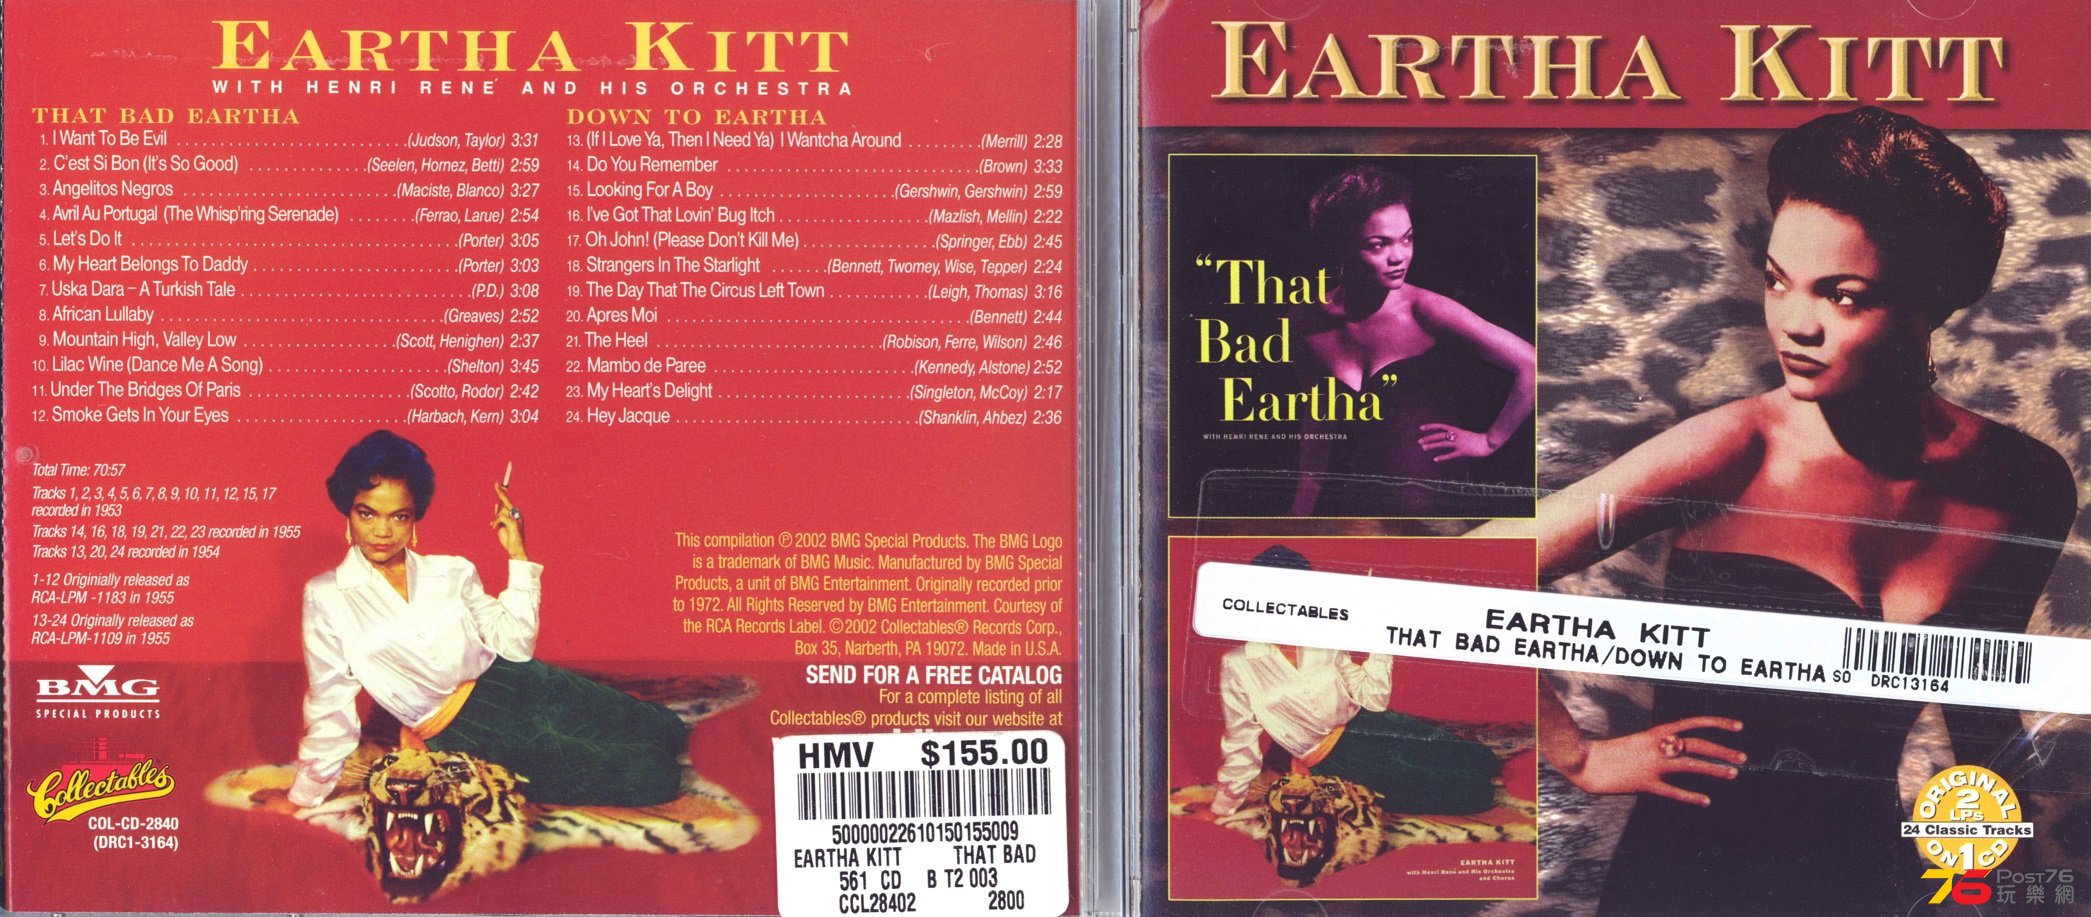 EARTHA KITT
WITH HENRI RENÉ AND HIS ORCHESTRA
THAT BAD EARTHA
1. I Want To Be Evil (Judson, Taylor) 3:31
2. C'est Si Bon (It's So Good) (Seelen, Hornez, Betti) 2:59
3. Angelitos Negros (Maciste, Blanco) 3:27
4. Avril Au Portugal (The Whisp'ring Serenade) (Ferrao, Larue) 2:54
5. Let's Do It (Porter) 3:05
6. My Heart Belongs To Daddy (Porter) 3:03
7. Uska Dara – A Turkish Tale (P.D.) 3:08
8. African Lullaby (Greaves) 2:52
9. Mountain High, Valley Low (Scott, Henighen) 2:37
10. Lilac Wine (Dance Me A Song) (Shelton) 3:45
11. Under The Bridges Of Paris (Scotto, Rodor) 2:42
12. Smoke Gets In Your Eyes (Harbach, Kern) 3:04
DOWN TO EARTHA
13. (If I Love Ya, Then I Need Ya) I Wantcha Around (Merrill) 2:28
14. Do You Remember (Brown) 3:33
15. Looking For A Boy (Gershwin, Gershwin) 2:59
16. I've Got That Lovin' Bug Itch (Mazlish, Mellin) 2:22
17. Oh John! (Please Don't Kill Me) (Springer, Ebb) 2:45
18. Strangers In The Starlight (Bennett, Twomey, Wise, Tepper) 2:24
19. The Day That The Circus Left Town (Leigh, Thomas) 3:16
20. Apres Moi (Bennett) 2:44
21. The Heel (Robison, Ferre, Wilson) 2:46
22. Mambo de Paree (Kennedy, Alstone) 2:52
23. My Heart's Delight (Singleton, McCoy) 2:17
24. Hey Jacque (Shanklin, Ahbez) 2:36
Total Time: 70:57
Tracks 1, 2, 3, 4, 5, 6, 7, 8, 9, 10, 11, 12, 15, 17
recorded in 1953
Tracks 14, 16, 18, 19, 21, 22, 23 recorded in 1955
Tracks 13, 20, 24 recorded in 1954
1-12 Originially released as
RCA-LPM -1183 in 1955
13-24 Originally released as
RCA-LPM-1109 in 1955
BMG
SPECIAL PRODUCTS
Collectables
COL-CD-2840
(DRC1-3164)
This compilation ℗ 2002 BMG Special Products. The BMG Logo
is a trademark of BMG Music. Manufactured by BMG Special
Products, a unit of BMG Entertainment. Originally recorded prior
to 1972. All Rights Reserved by BMG Entertainment. Courtesy of
the RCA Records Label. ©2002 Collectables® Records Corp.,
Box 35, Narberth, PA 19072. Made in U.S.A.
SEND FOR A FREE CATALOG
For a complete listing of all
Collectables® products visit our website at
HMV $155.00
50000022610150155009
EARTHA KITT THAT BAD
561 CD B T2 003
CCL28402 2800
EARTHA KITT
"That
Bad
Eartha"
WITH HENRI RENE AND HIS ORCHESTRA
COLLECTABLES
EARTHA KITT
THAT BAD EARTHA/DOWN TO EARTHA
SO DRC13164
EARTHA KITT
with Henri René and His Orchestra
and Chorus
ORIGINAL
2
LPs
24 Classic Tracks
ON 1 CD
76 POST76
玩樂網